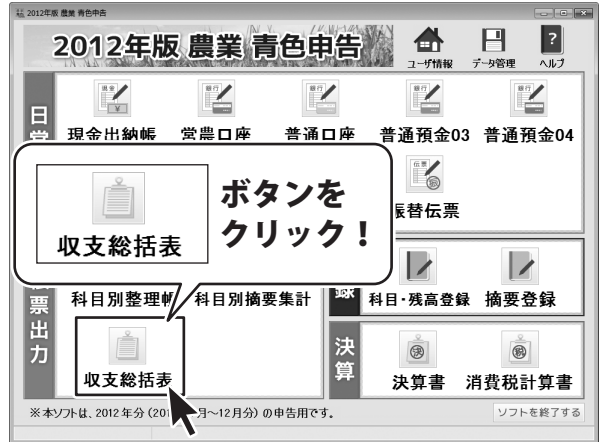 2012年版 農業 青色申告
2012年版 農業 青色申告
ユーザ情報 データ管理 ヘルプ
日
現金出納帳 営農口座 普通口座 普通預金03 普通預金04
振替伝票
ボタンを
クリック！
収支総括表
科目別整理帳 科目別摘要集計
票
出
力
録
科目・残高登録 摘要登録
収支総括表
決
算
決算書 消費税計算書
※本ソフトは、2012年分(201 月～12月分)の申告用です。
ソフトを終了する